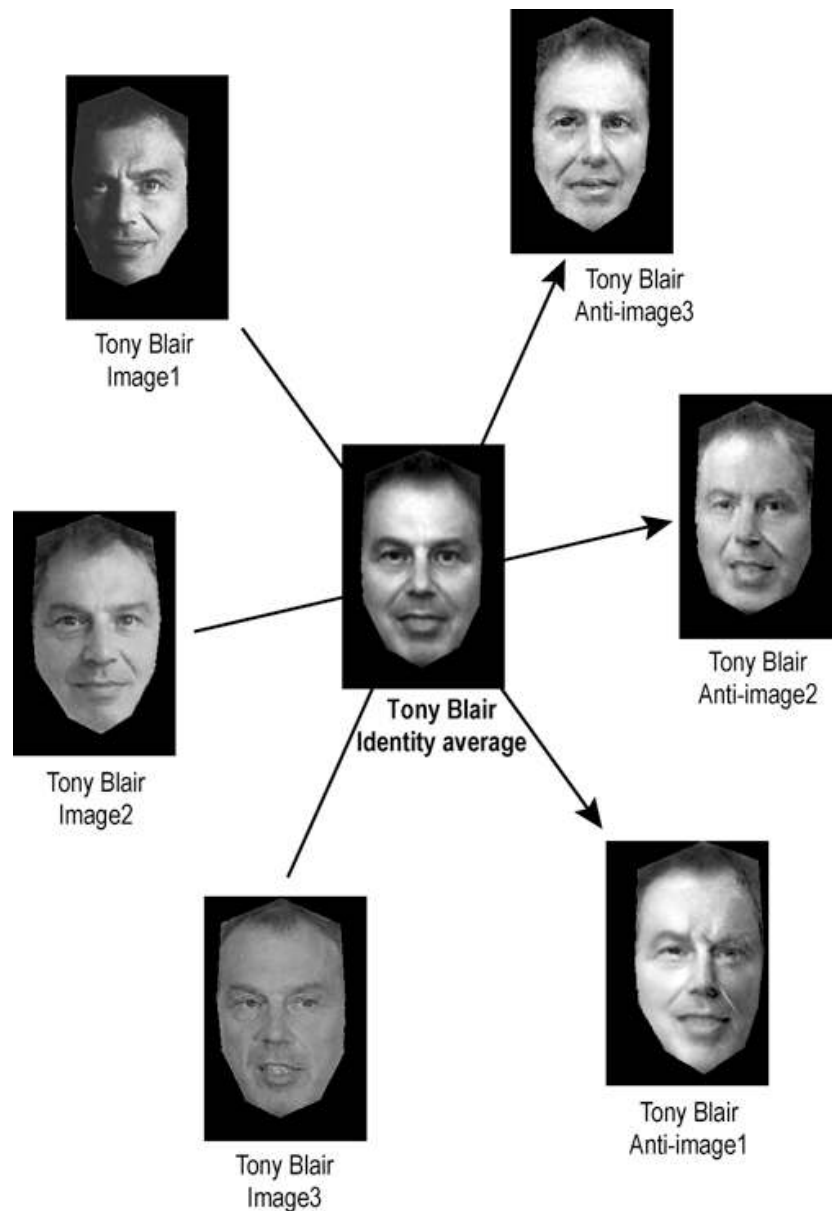 Tony Blair
Anti-image3
Tony Blair
Image1
Tony Blair
Anti-image2
Tony Blair
Identity average
Tony Blair
Image2
Tony Blair
Anti-image1
Tony Blair
Image3